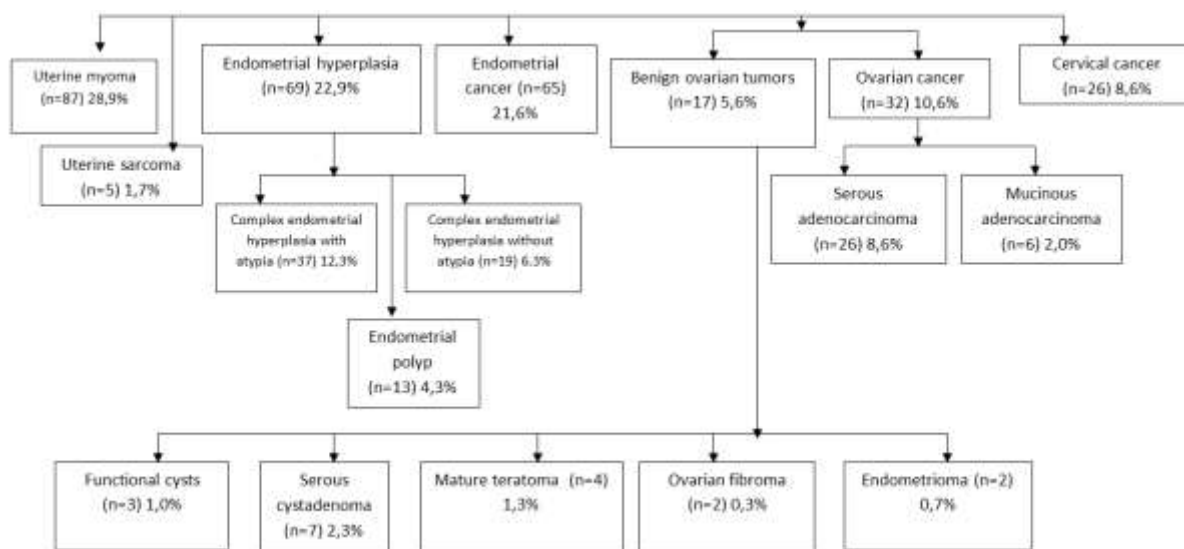 Uterine myoma
(n=87) 28,9%
Endometrial hyperplasia
(n=69) 22,9%
Endometrial
cancer (n=65)
21,6%
Benign ovarian tumors
(n=17) 5,6%
Ovarian cancer
(n=32) 10,6%
Cervical cancer
(n=26) 8,6%
Uterine sarcoma
(n=5) 1,7%
Complex endometrial
hyperplasia with
atypia (n=37) 12,3%
Complex endometrial
hyperplasia without
atypia (n=19) 6.3%
Serous
adenocarcinoma
(n=26) 8,6%
Mucinous
adenocarcinoma
(n=6) 2,0%
Endometrial
polyp
(n=13) 4,3%
Functional cysts
(n=3) 1,0%
Serous
cystadenoma
(n=7) 2,3%
Mature teratoma (n=4)
1,3%
Ovarian fibroma
(n=2) 0,3%
Endometrioma (n=2)
0,7%